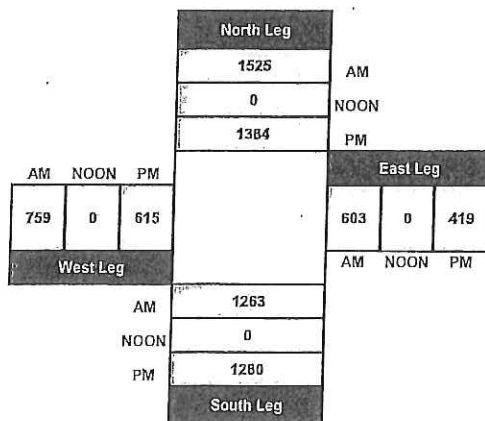 North Leg
1525
AM
0
NOON
1384
PM
East Leg
AM NOON PM
759 0 615
603 0 419
West Leg
AM NOON PM
AM
1263
NOON
0
PM
1280
South Leg